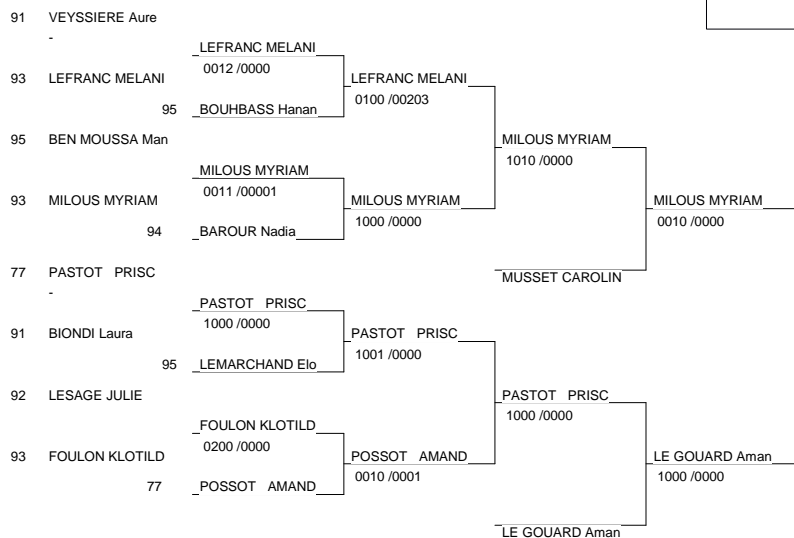 91 VEYSSIERE Aure
-
LEFRANC MELANI
0012 /0000
93 LEFRANC MELANI
LEFRANC MELANI
0100 /00203
95 BOUHBASS Hanan
95 BEN MOUSSA Man
MILOUS MYRIAM
1010 /0000
MILOUS MYRIAM
0011 /00001
93 MILOUS MYRIAM
MILOUS MYRIAM
1000 /0000
MILOUS MYRIAM
0010 /0000
94 BAROUR Nadia
77 PASTOT PRISC
-
MUSSET CAROLIN
PASTOT PRISC
1000 /0000
91 BIONDI Laura
PASTOT PRISC
1001 /0000
95 LEMARCHAND Elo
92 LESAGE JULIE
PASTOT PRISC
1000 /0000
FOULON KLOTILD
0200 /0000
93 FOULON KLOTILD
POSSOT AMAND
0010 /0001
LE GOUARD Aman
1000 /0000
77 POSSOT AMAND
LE GOUARD Aman